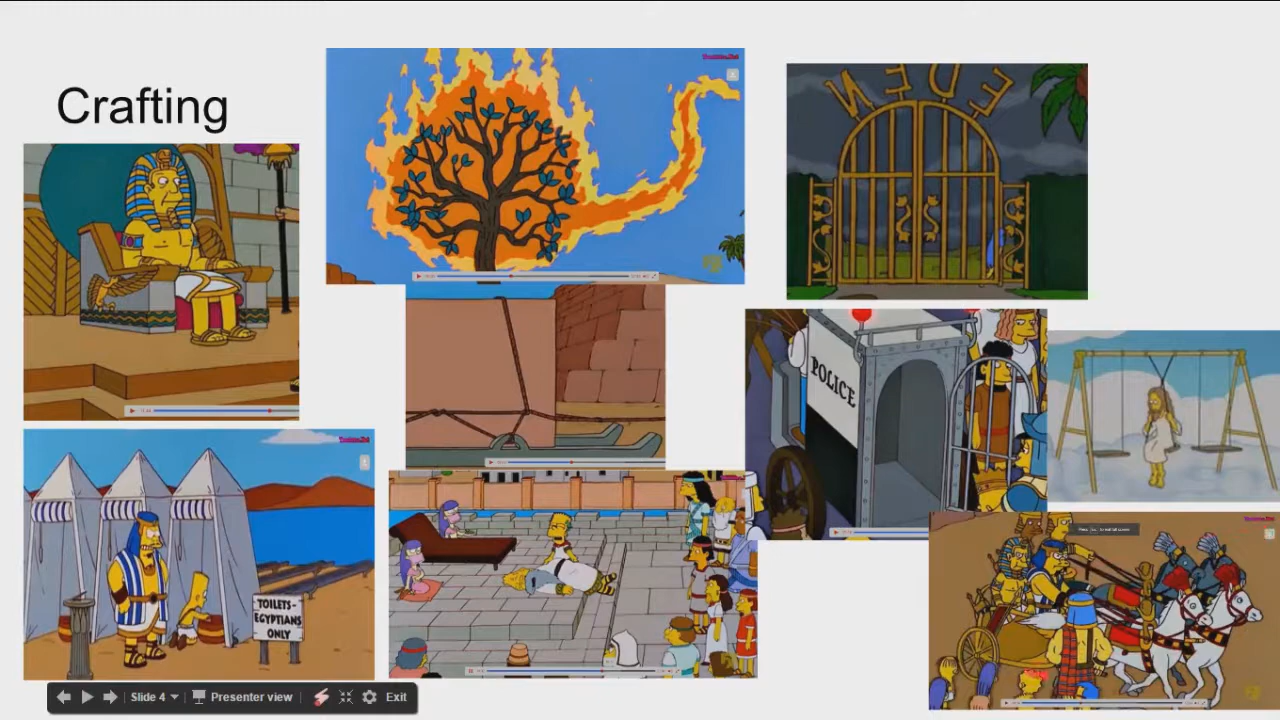 Crafting
EDEN
POLICE
TOILETS-
EGYPTIANS
ONLY
Slide 4
Presenter view
Exit